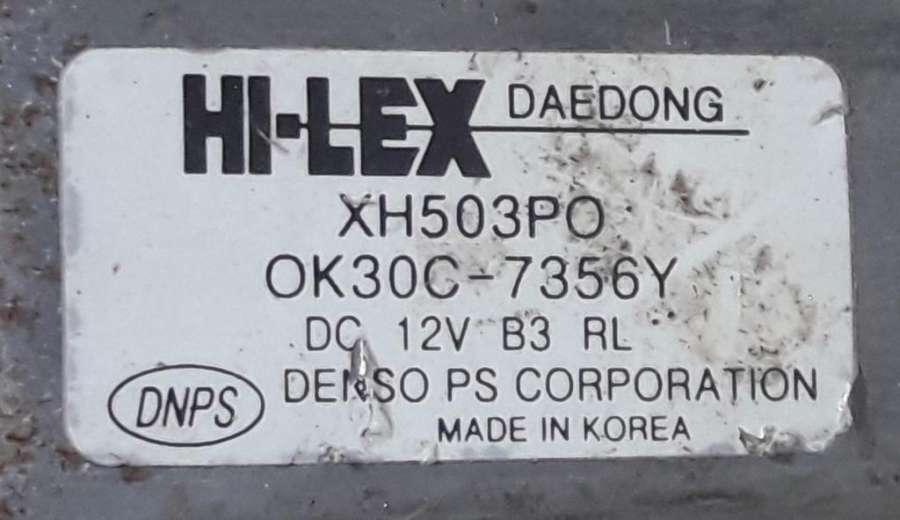 HI-LEX DAEDONG
XH503PO
OK30C-7356Y
DC 12V B3 RL
DNPS DENSO PS CORPORATION
MADE IN KOREA